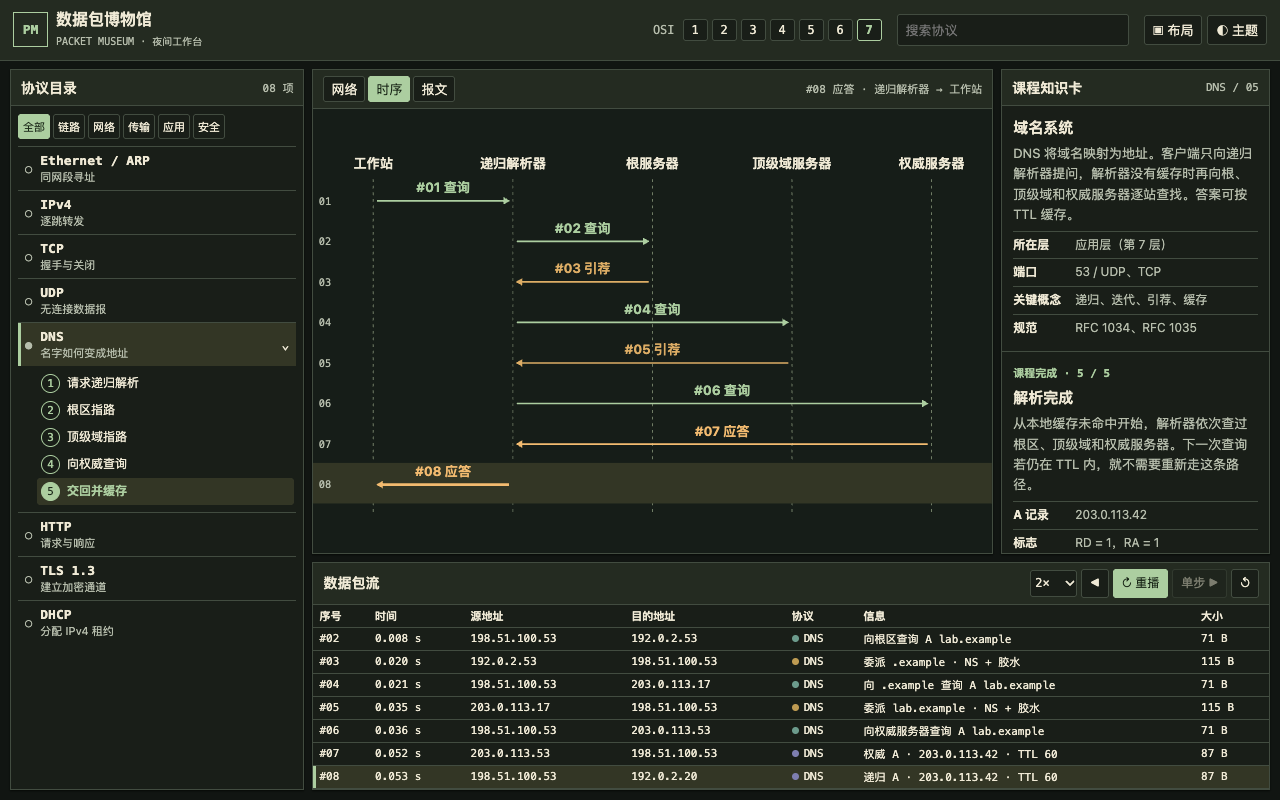 PM
数据包博物馆
PACKET MUSEUM · 夜间工作台
OSI 1 2 3 4 5 6 7
搜索协议
▣ 布局
◐ 主题
协议目录
08 项
全部 链路 网络 传输 应用 安全
Ethernet / ARP
同网段寻址
IPv4
逐跳转发
TCP
握手与关闭
UDP
无连接数据报
DNS
名字如何变成地址
1 请求递归解析
2 根区指路
3 顶级域指路
4 向权威查询
5 交回并缓存
HTTP
请求与响应
TLS 1.3
建立加密通道
DHCP
分配 IPv4 租约
网络 时序 报文
#08 应答 · 递归解析器 → 工作站
工作站 递归解析器 根服务器 顶级域服务器 权威服务器
#01 查询
01
#02 查询
02
#03 引荐
03
#04 查询
04
#05 引荐
05
#06 查询
06
#07 应答
07
#08 应答
08
课程知识卡
DNS / 05
域名系统
DNS 将域名映射为地址。客户端只向递归
解析器提问，解析器没有缓存时再向根、
顶级域和权威服务器逐站查找。答案可按
TTL 缓存。
所在层 应用层（第 7 层）
端口 53 / UDP、TCP
关键概念 递归、迭代、引荐、缓存
规范 RFC 1034、RFC 1035
课程完成 · 5 / 5
解析完成
从本地缓存未命中开始，解析器依次查过
根区、顶级域和权威服务器。下一次查询
若仍在 TTL 内，就不需要重新走这条路
径。
A 记录 203.0.113.42
标志 RD = 1，RA = 1
数据包流
2×
◀
↻ 重播
单步 ▶
↺
序号 时间 源地址 目的地址 协议 信息 大小
#02 0.008 s 198.51.100.53 192.0.2.53 DNS 向根区查询 A lab.example 71 B
#03 0.020 s 192.0.2.53 198.51.100.53 DNS 委派 .example · NS + 胶水 115 B
#04 0.021 s 198.51.100.53 203.0.113.17 DNS 向 .example 查询 A lab.example 71 B
#05 0.035 s 203.0.113.17 198.51.100.53 DNS 委派 lab.example · NS + 胶水 115 B
#06 0.036 s 198.51.100.53 203.0.113.53 DNS 向权威服务器查询 A lab.example 71 B
#07 0.052 s 203.0.113.53 198.51.100.53 DNS 权威 A · 203.0.113.42 · TTL 60 87 B
#08 0.053 s 198.51.100.53 192.0.2.20 DNS 递归 A · 203.0.113.42 · TTL 60 87 B